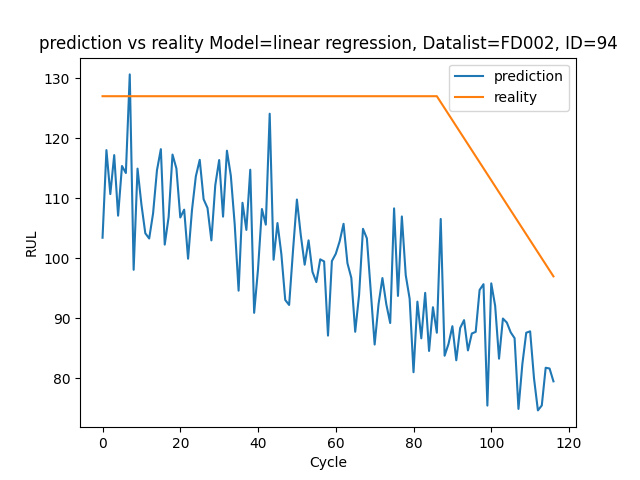 prediction vs reality Model=linear regression, Datalist=FD002, ID=94
prediction
reality
130
120
110
100
90
80
RUL
0
20
40
60
80
100
120
Cycle